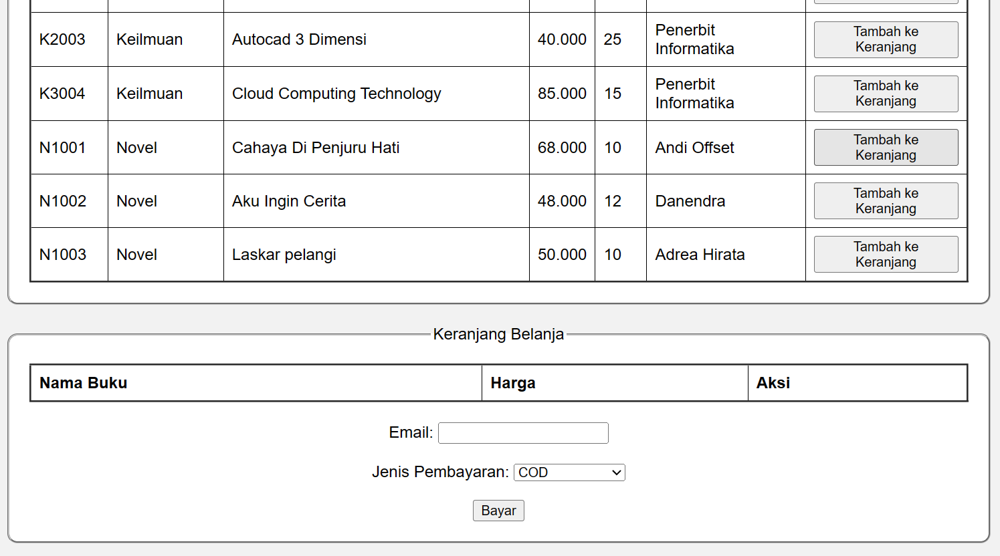 K2003 Keilmuan Autocad 3 Dimensi 40.000 25 Penerbit Informatika Tambah ke Keranjang
K3004 Keilmuan Cloud Computing Technology 85.000 15 Penerbit Informatika Tambah ke Keranjang
N1001 Novel Cahaya Di Penjuru Hati 68.000 10 Andi Offset Tambah ke Keranjang
N1002 Novel Aku Ingin Cerita 48.000 12 Danendra Tambah ke Keranjang
N1003 Novel Laskar pelangi 50.000 10 Adrea Hirata Tambah ke Keranjang
Keranjang Belanja
Nama Buku Harga Aksi
Email:
Jenis Pembayaran: COD
Bayar